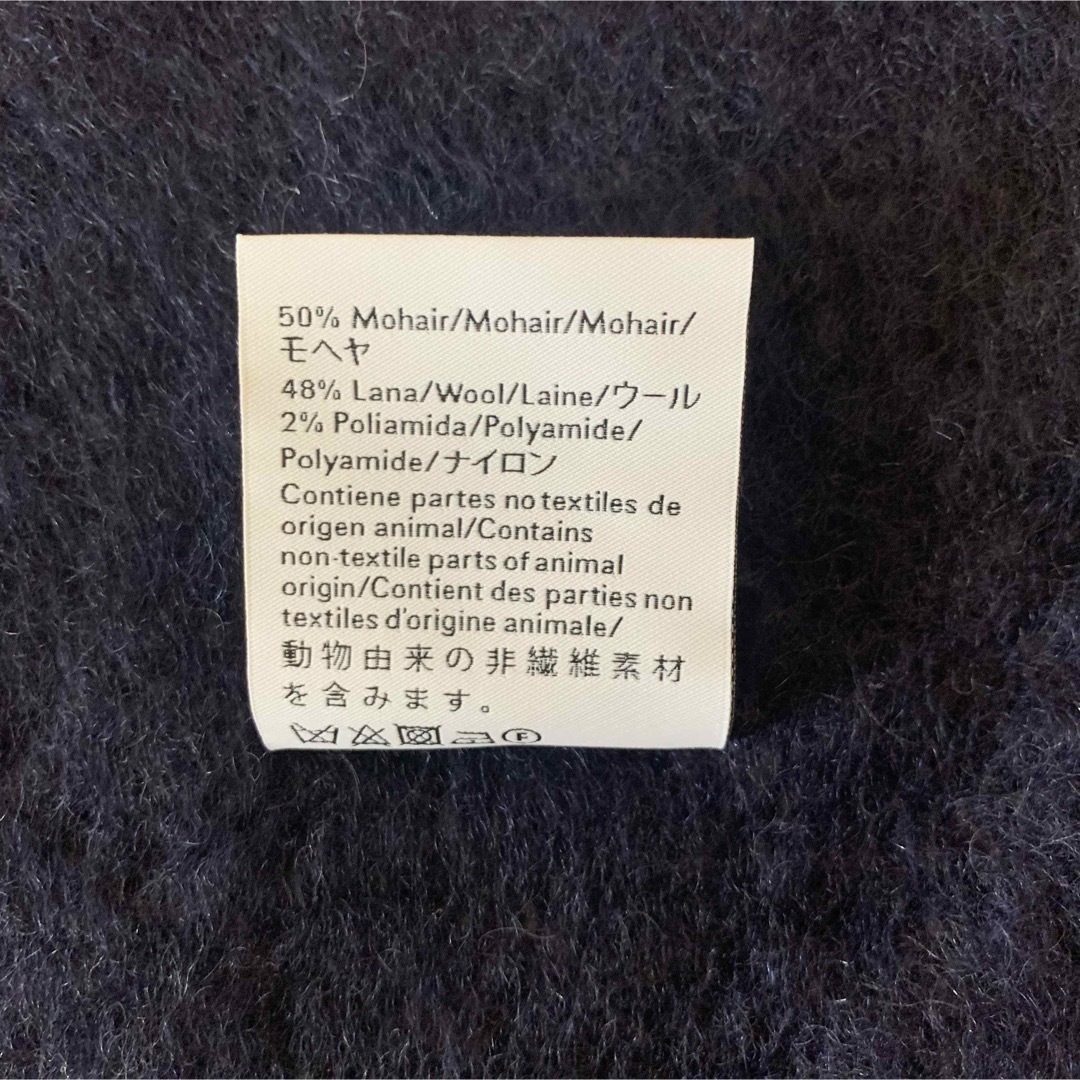 50% Mohair/Mohair/Mohair/
モヘヤ
48% Lana/Wool/Laine/ウール
2% Poliamida/Polyamide/
Polyamide/ナイロン
Contiene partes no textiles de
origen animal/Contains
non-textile parts of animal
origin/Contient des parties non
textiles d'origine animale/
動物由来の非繊維素材
を含みます。
F